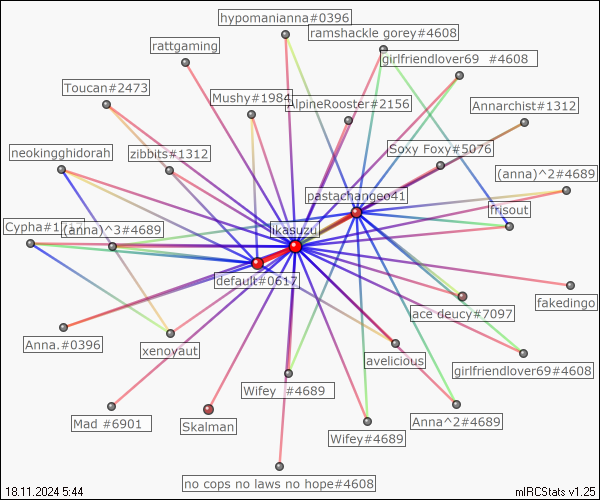 hypomanianna#0396
ramshackle gorey#4608
rattgaming
girlfriendlover69 #4608
Toucan#2473
Mushy#1984
AlpineRooster#2156
Annarchist#1312
neokingghidorah
zibbits#1312
Soxy Foxy#5076
(anna)^2#4689
pastachangeo41
frisout
Cypha#1
(anna)^3#4689
likasuzu
default#0617
fakedingo
ace deucy#7097
Anna.#0396
xenoyaut
avelicious
girlfriendlover69#4608
Wifey #4689
Mad #6901
Skalman
Wifey#4689
Anna^2#4689
no cops no laws no hope#4608
18.11.2024 5:44
mIRCStats v1.25